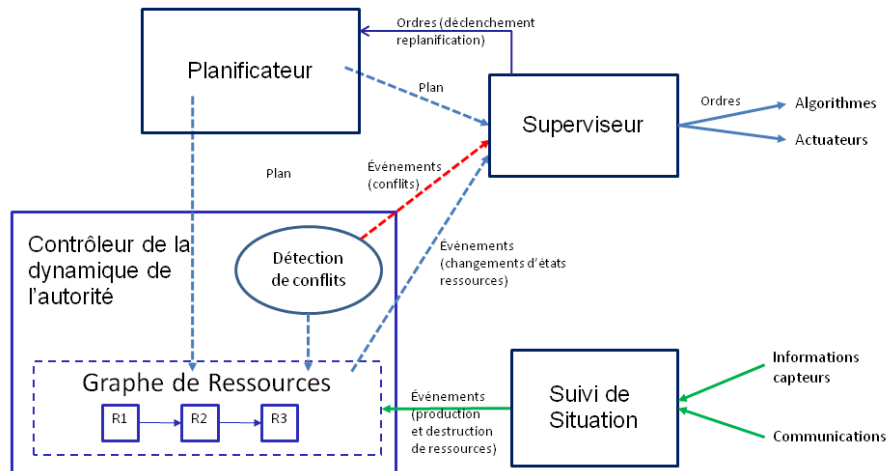 Ordres (déclenchement
replanification)
Planificateur
Plan
Superviseur
Ordres
Algorithmes
Actuateurs
Plan
Événements
(conflits)
Contrôleur de la
dynamique de
l'autorité
Détection
de conflits
Événements
(changements d'états
ressources)
Graphe de Ressources
R1
R2
R3
Événements
(production
et destruction
de ressources)
Suivi de
Situation
Informations
capteurs
Communications